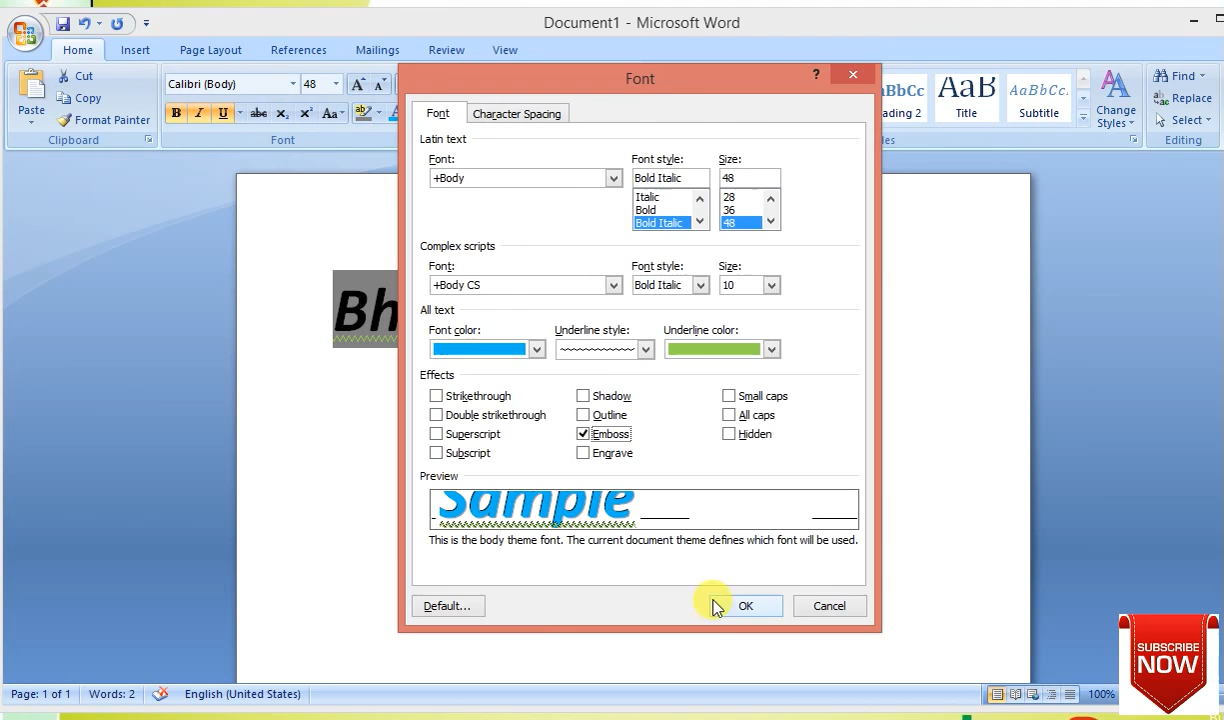 Document1 - Microsoft Word
Home Insert Page Layout References Mailings Review View
Paste
Cut
Copy
Format Painter
Clipboard
Calibri (Body) 48
B I U abc X₂ X² Aa
Font
AaB
Title
AaBbCc
Subtitle
Change
Styles
Find
Replace
Select
Editing
Bh
Font
Font Character Spacing
Latin text
Font: Font style: Size:
+Body Bold Italic 48
Italic 28
Bold 36
Bold Italic 48
Complex scripts
Font: Font style: Size:
+Body CS Bold Italic 10
All text
Font color: Underline style: Underline color:
Effects
Strikethrough Shadow Small caps
Double strikethrough Outline All caps
Superscript Emboss Hidden
Subscript Engrave
Preview
Sample
This is the body theme font. The current document theme defines which font will be used.
Default... OK Cancel
SUBSCRIBE
NOW
Page: 1 of 1 Words: 2 English (United States) 100%